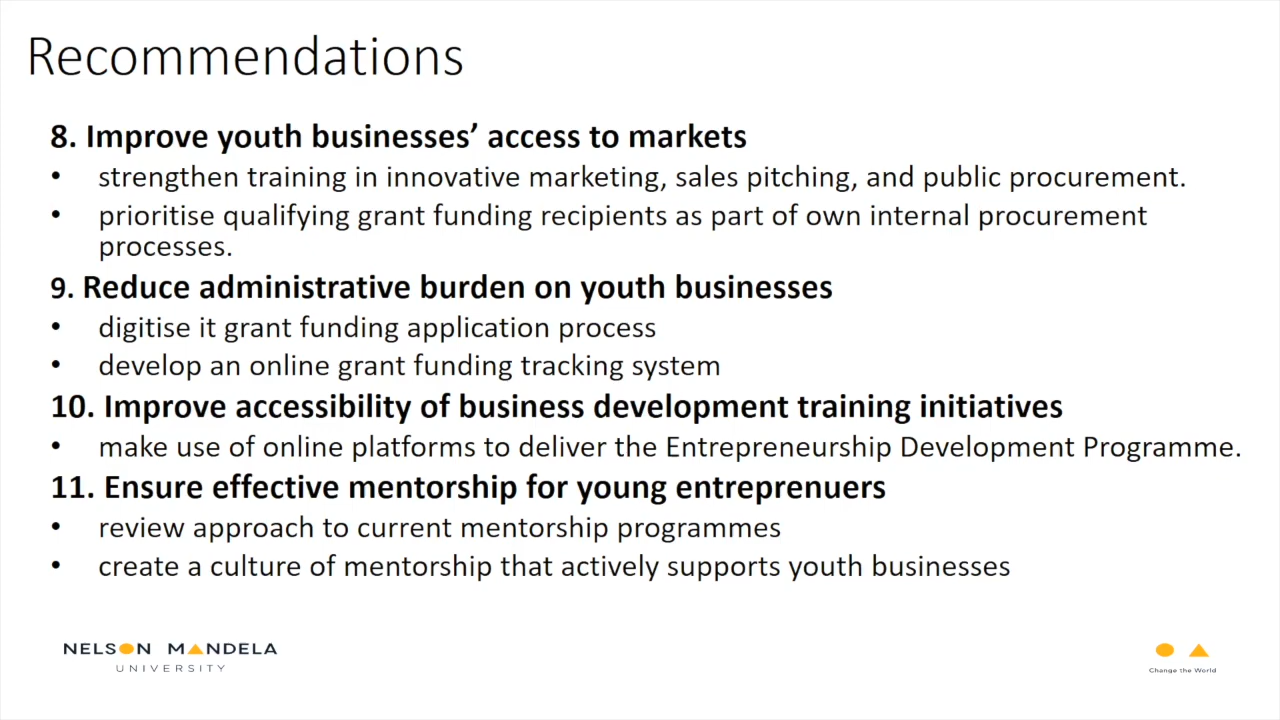 Recommendations
8. Improve youth businesses’ access to markets
• strengthen training in innovative marketing, sales pitching, and public procurement.
• prioritise qualifying grant funding recipients as part of own internal procurement
processes.
9. Reduce administrative burden on youth businesses
• digitise it grant funding application process
• develop an online grant funding tracking system
10. Improve accessibility of business development training initiatives
• make use of online platforms to deliver the Entrepreneurship Development Programme.
11. Ensure effective mentorship for young entreprenuers
• review approach to current mentorship programmes
• create a culture of mentorship that actively supports youth businesses
NELSON MANDELA
UNIVERSITY
Change the World